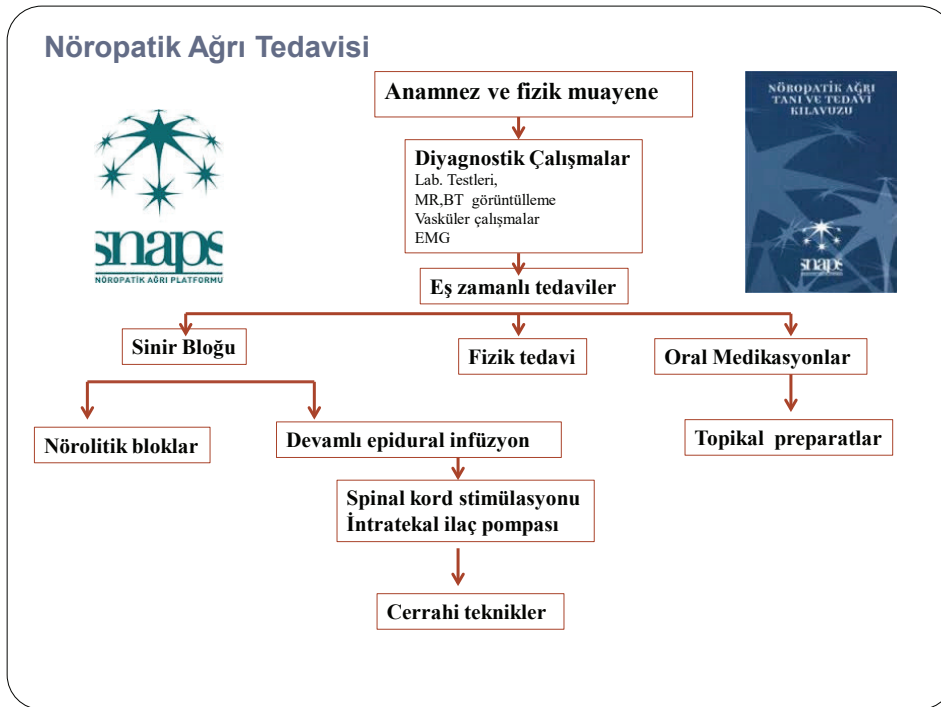 Nöropatik Ağrı Tedavisi
Anamnez ve fizik muayene
snaps
NÖROPATİK AĞRI PLATFORMU
NÖROPATİK AĞRI
TANI VE TEDAVİ
KILAVUZU
snaps
Diyagnostik Çalışmalar
Lab. Testleri,
MR,BT görüntülleme
Vasküler çalışmalar
EMG
Eş zamanlı tedaviler
Sinir Bloğu
Fizik tedavi
Oral Medikasyonlar
Nörolitik bloklar
Devamlı epidural infüzyon
Topikal preparatlar
Spinal kord stimülasyonu
İntratekal ilaç pompası
Cerrahi teknikler